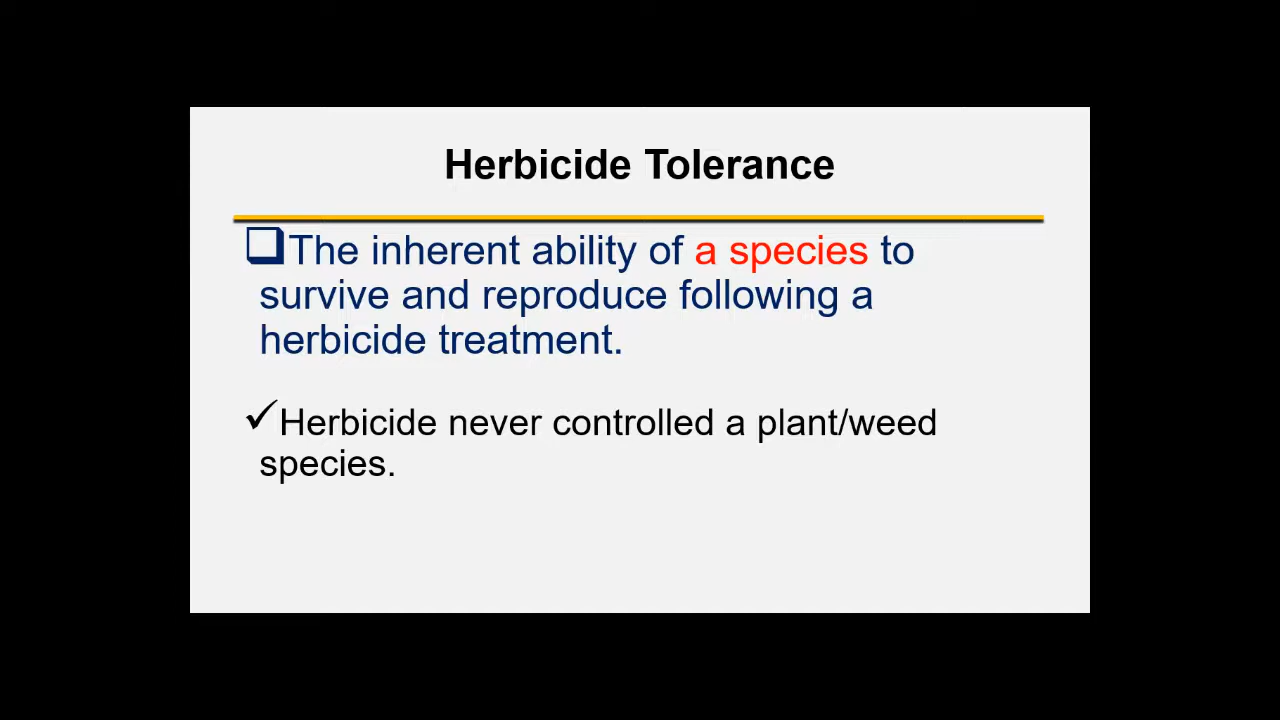 Herbicide Tolerance
❑The inherent ability of a species to
survive and reproduce following a
herbicide treatment.
✓Herbicide never controlled a plant/weed
species.